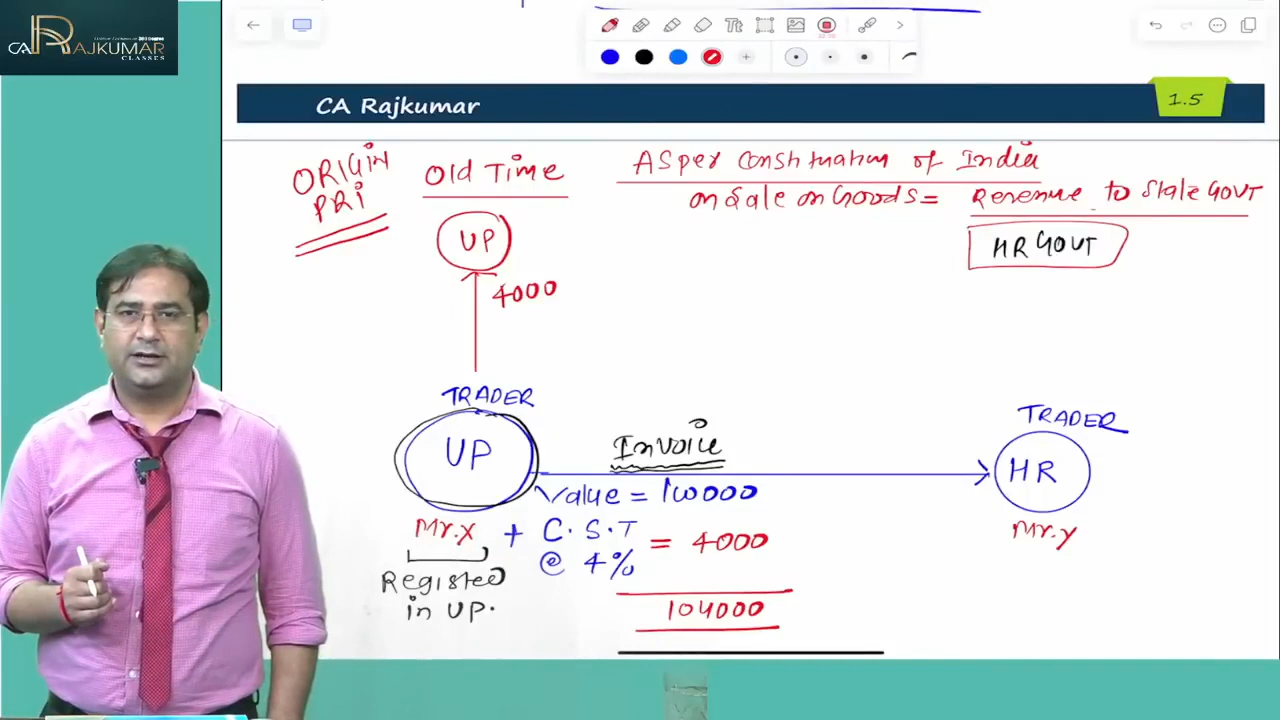 CA RAJKUMAR
CLASSES
Tt
CA Rajkumar
1.5
ORIGIN
PRI
Old Time
As per Constitution of India
on Sale on Goods = Revenue to State Govt
HR GOVT
UP
4000
TRADER
UP
Invoice
Value = 100000
TRADER
HR
Mr.X
+ C.S.T
@ 4%
= 4000
Mr.Y
Registed
in UP.
104000